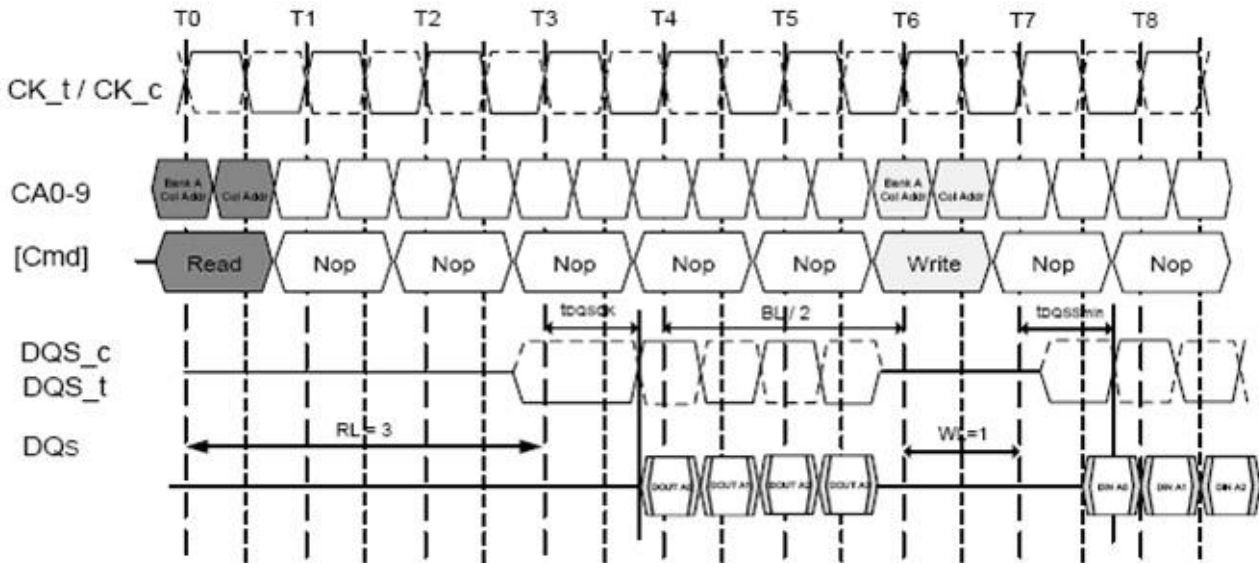 T0 T1 T2 T3 T4 T5 T6 T7 T8
CK_t / CK_c
CA0-9
Bank A Col Addr
Col Addr
Bank A Col Addr
Col Addr
[Cmd]
Read Nop Nop Nop Nop Nop Write Nop Nop
tDQSCK
BL / 2
tDQSSmin
DQS_c
DQS_t
RL = 3
WL=1
DQs
DOUT A0 DOUT A1 DOUT A2 DOUT A3
DIN A0 DIN A1 DIN A2